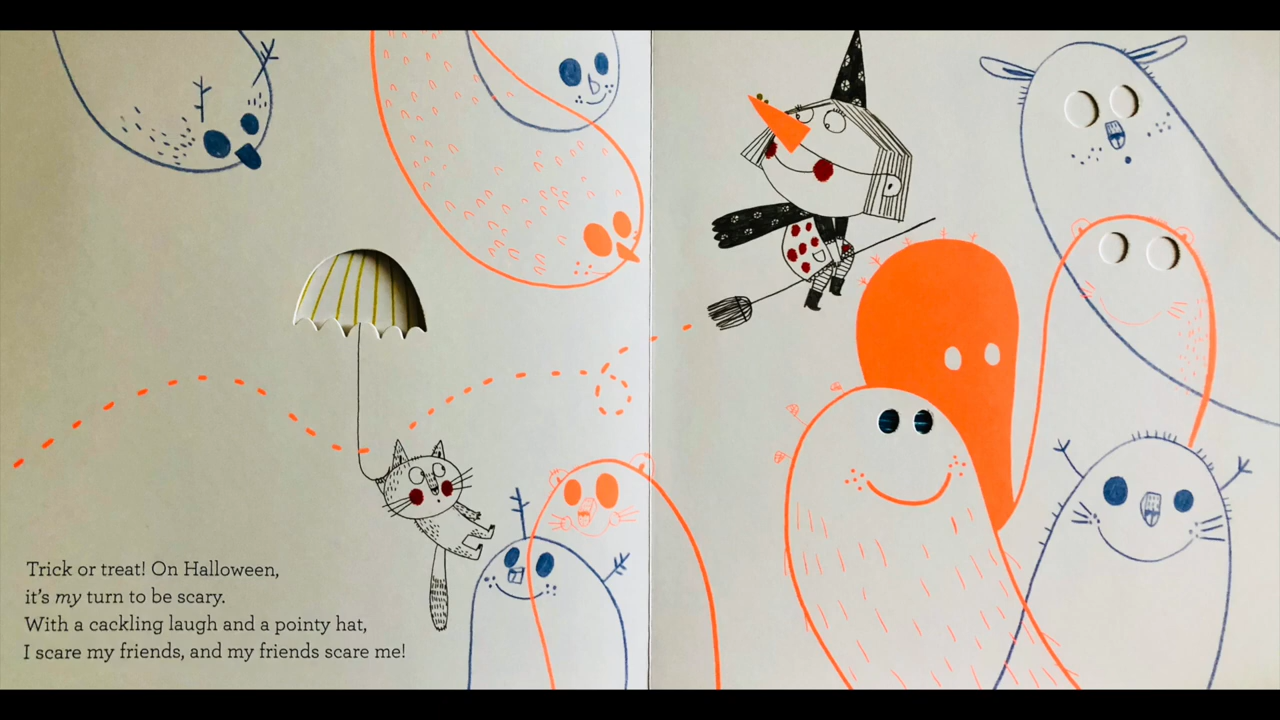 Trick or treat! On Halloween,
it's my turn to be scary.
With a cackling laugh and a pointy hat,
I scare my friends, and my friends scare me!